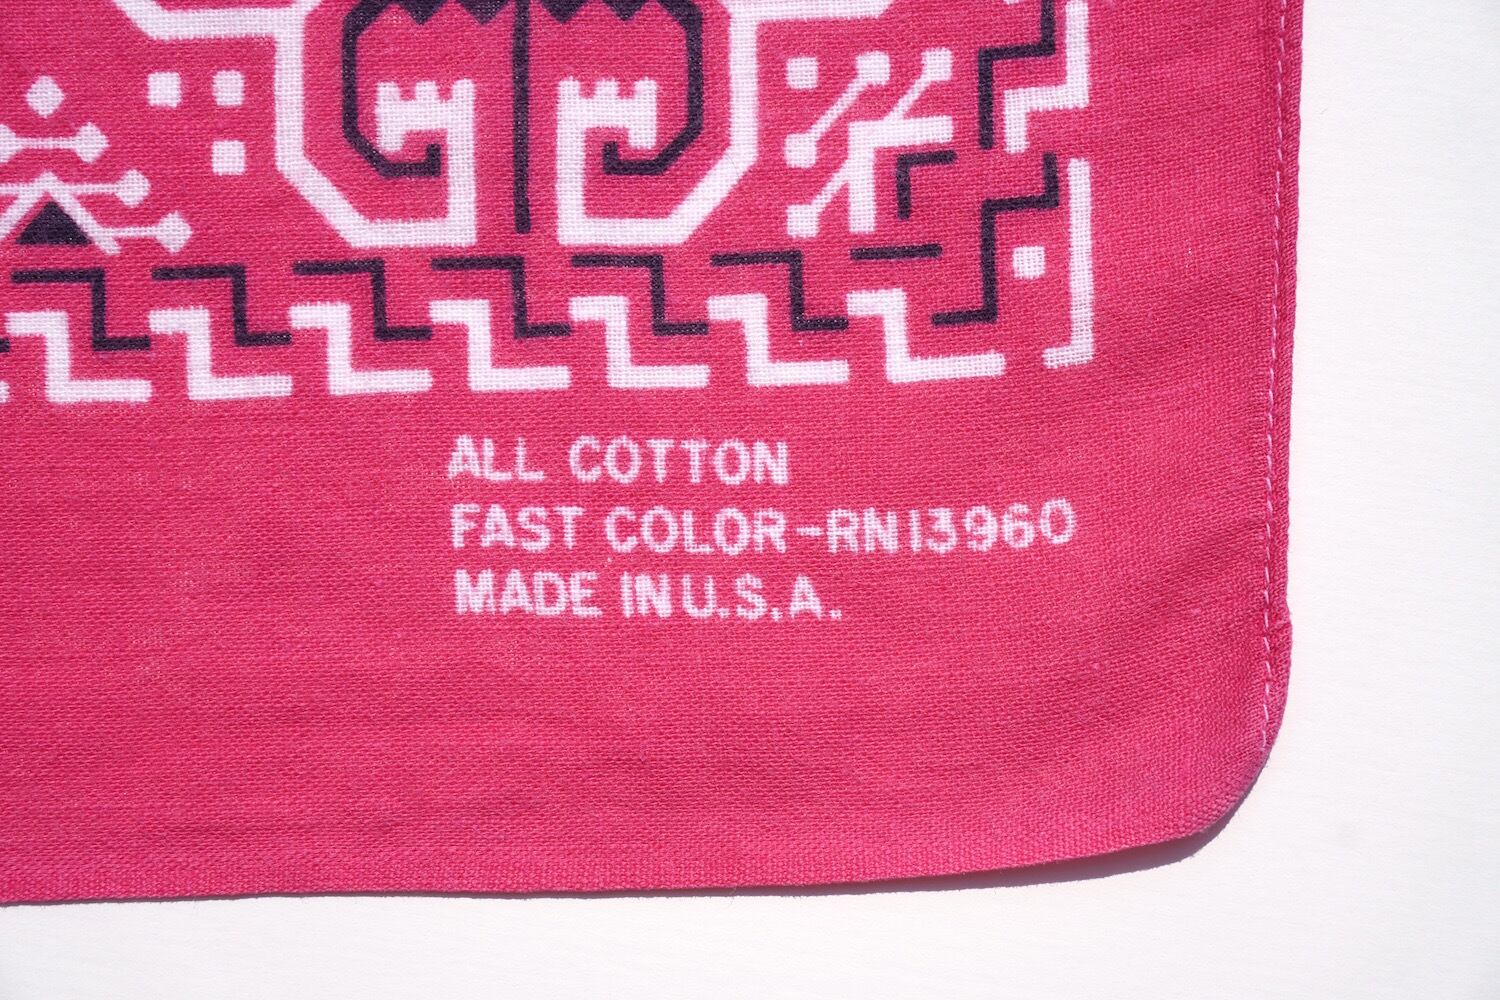 ALL COTTON
FAST COLOR-RN13960
MADE IN U.S.A.